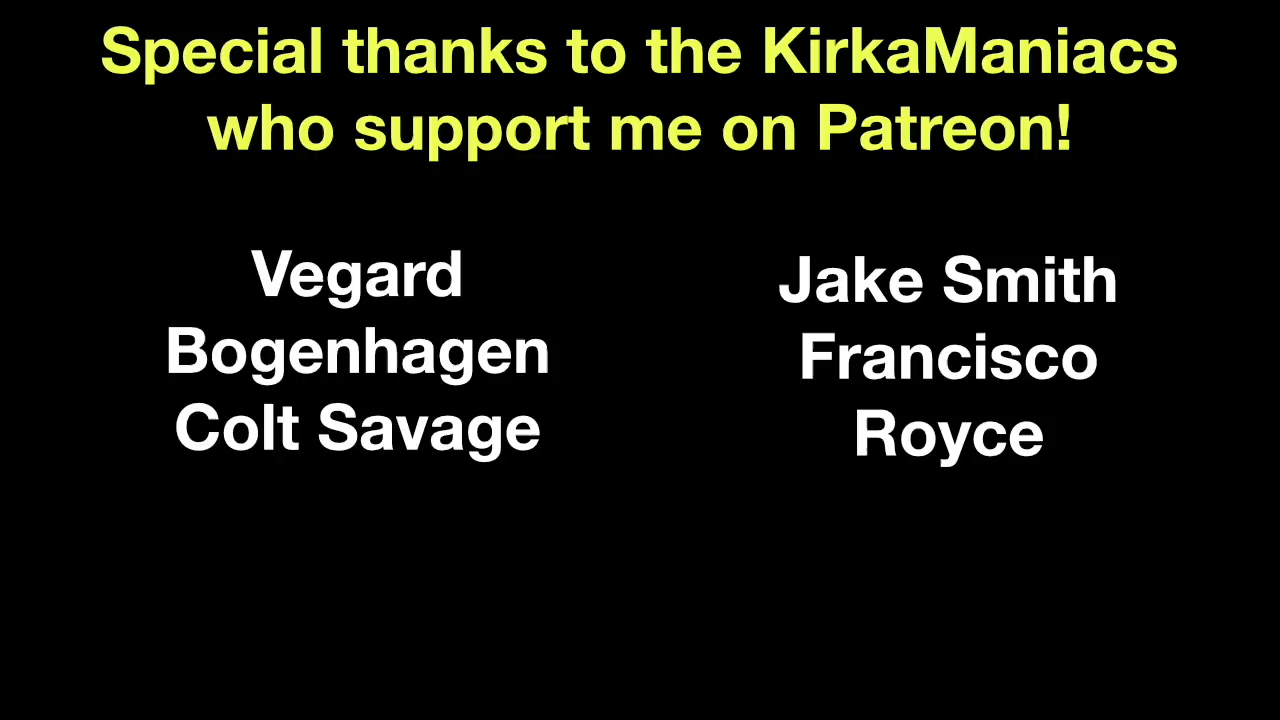 Special thanks to the KirkaManiacs
who support me on Patreon!
Vegard
Bogenhagen
Colt Savage
Jake Smith
Francisco
Royce